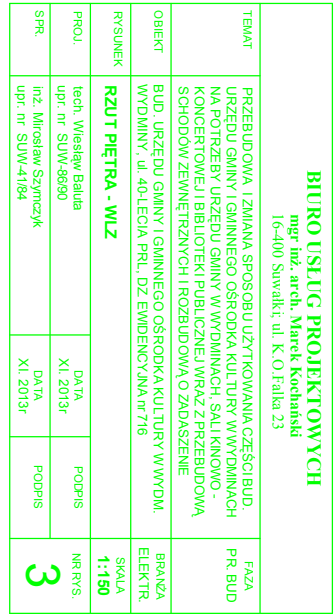 BIURO USŁUG PROJEKTOWYCH
mgr inż. arch. Marek Kochański
16-400 Suwałki; ul. K.O.Falka 23
TEMAT
PRZEBUDOWA I ZMIANA SPOSOBU UŻYTKOWANIA CZĘŚCI BUD.
URZĘDU GMINY I GMINNEGO OŚRODKA KULTURY W WYDMINACH
NA POTRZEBY URZĘDU GMINY W WYDMINACH, SALI KINOWO -
KONCERTOWEJ I BIBLIOTEKI PUBLICZNEJ WRAZ Z PRZEBUDOWĄ
SCHODÓW ZEWNĘTRZNYCH I ROZBUDOWĄ O ZADASZENIE
FAZA
PR. BUD
OBIEKT
BUD. URZĘDU GMINY I GMINNEGO OŚRODKA KULTURY W WYDM.
WYDMINY, ul. 40-LECIA PRL, DZ. EWIDENCYJNA nr 716
BRANŻA
ELEKTR.
RYSUNEK
RZUT PIĘTRA - WLZ
SKALA
1:150
PROJ.
tech. Wiesław Baluta
upr. nr SUW-86/90
DATA
XI. 2013r
PODPIS
NR RYS.
3
SPR.
inż. Mirosław Szymczyk
upr. nr SUW-41/84
DATA
XI. 2013r
PODPIS